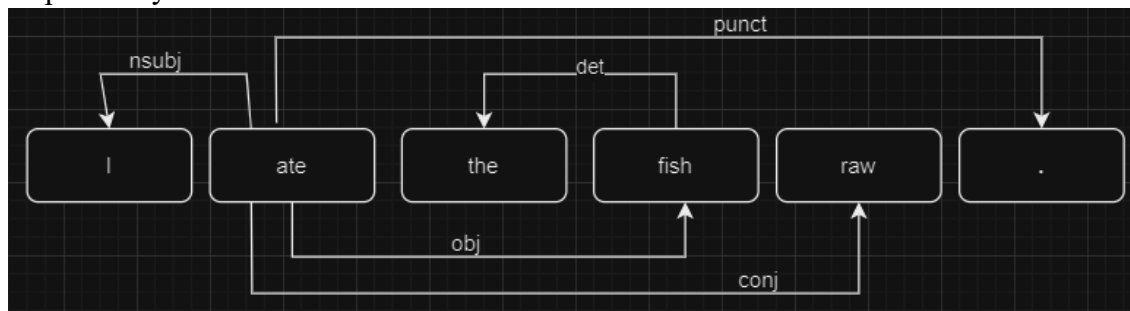 punct
nsubj
det
I ate the fish raw .
obj
conj